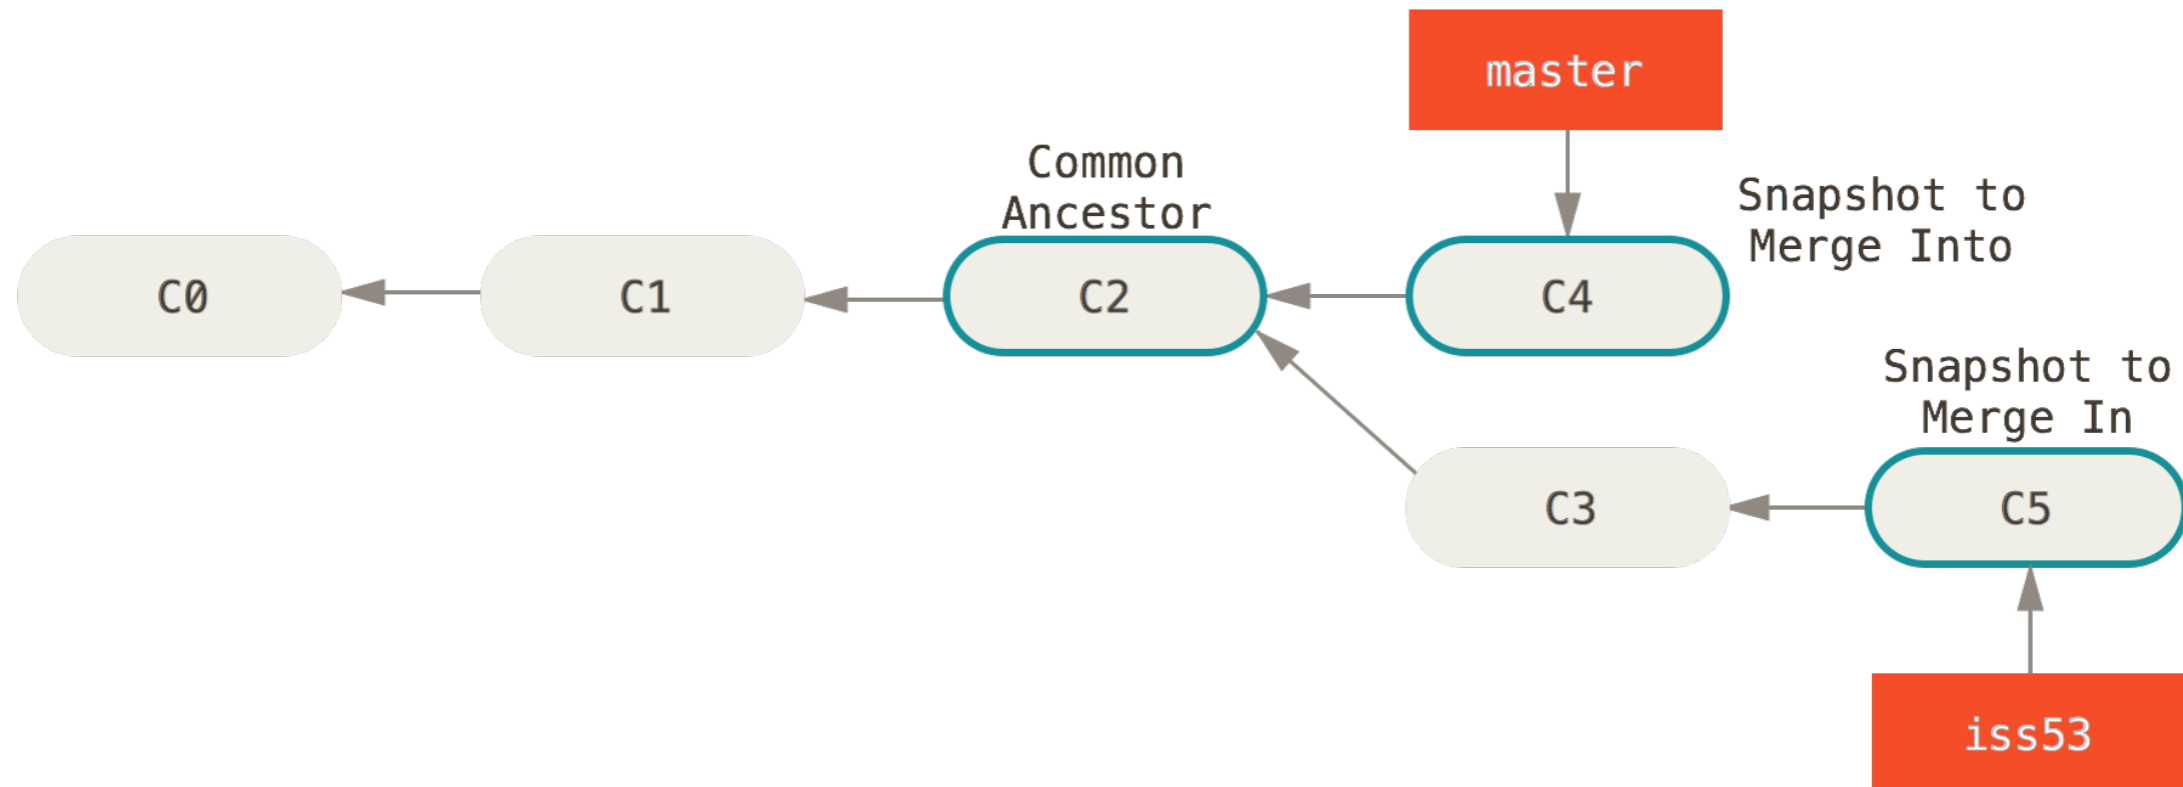 master
Common
Ancestor
Snapshot to
Merge Into
C0
C1
C2
C4
Snapshot to
Merge In
C3
C5
iss53